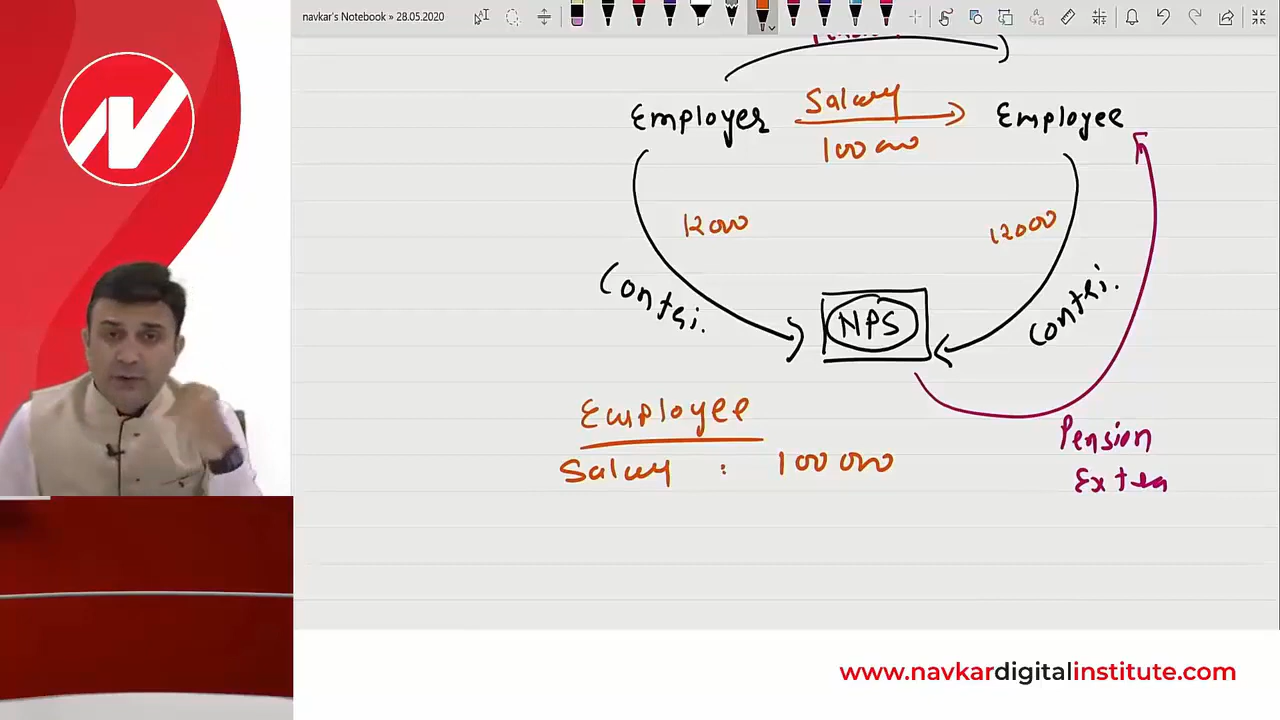 navkar's Notebook » 28.05.2020
Employer Salary Employee
100000
12000 12000
Contri. Contri.
NPS
Employee
Salary : 100000
Pension
Extra
www.navkardigitalinstitute.com